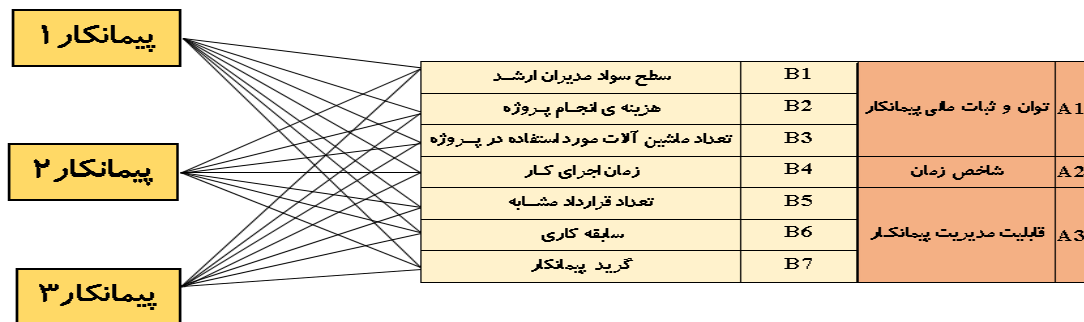 پیمانکار ۱
پیمانکار ۲
پیمانکار ۳
A1 توان و ثبات مالی پیمانکار
B1 سطح سواد مدیران ارشد
B2 هزینه ی انجام پروژه
B3 تعداد ماشین آلات مورد استفاده در پروژه
A2 شاخص زمان
B4 زمان اجرای کار
A3 قابلیت مدیریت پیمانکار
B5 تعداد قرارداد مشابه
B6 سابقه کاری
B7 گرید پیمانکار